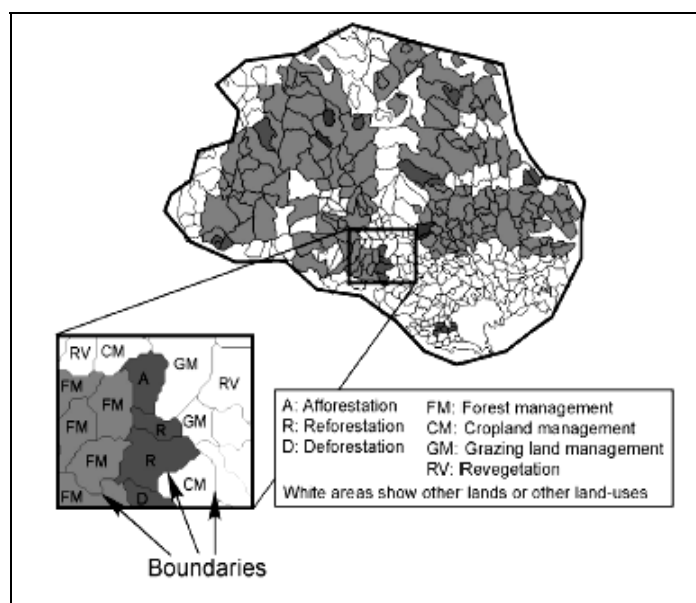 RV CM GM
FM A RV
FM
FM R GM
FM R
CM
FM D
Boundaries
A: Afforestation FM: Forest management
R: Reforestation CM: Cropland management
D: Deforestation GM: Grazing land management
RV: Revegetation
White areas show other lands or other land-uses